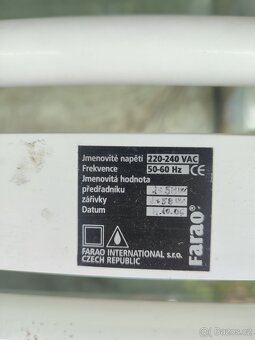 Jmenovité napětí 220-240 VAC
Frekvence 50-60 Hz CE
Jmenovitá hodnota
předřadníku
zářivky
Datum
Farao
FARAO INTERNATIONAL s.r.o.
CZECH REPUBLIC
bazos.cz